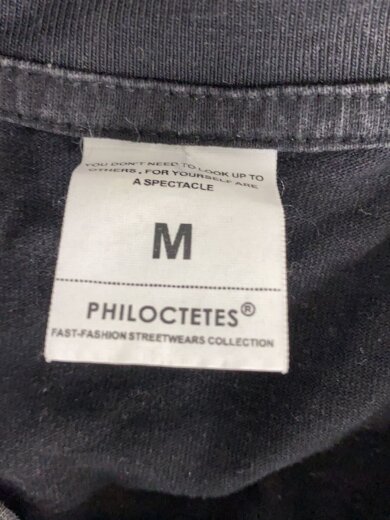 YOU DON'T NEED TO LOOK UP TO
OTHERS, FOR YOURSELF ARE
A SPECTACLE
M
PHILOCTETES®
FAST-FASHION STREETWEARS COLLECTION